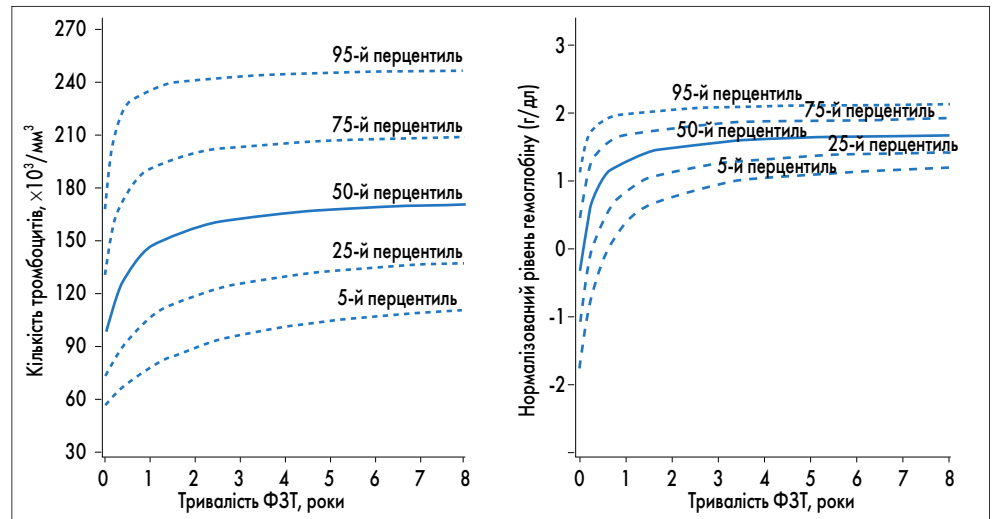 270
240
210
180
150
120
90
60
30
Кількість тромбоцитів, ×10³/мм³
95-й перцентиль
75-й перцентиль
50-й перцентиль
25-й перцентиль
5-й перцентиль
0 1 2 3 4 5 6 7 8
Тривалість ФЗТ, роки
3
2
1
0
-1
-2
Нормалізований рівень гемоглобіну (г/дл)
95-й перцентиль
75-й перцентиль
50-й перцентиль
25-й перцентиль
5-й перцентиль
0 1 2 3 4 5 6 7 8
Тривалість ФЗТ, роки